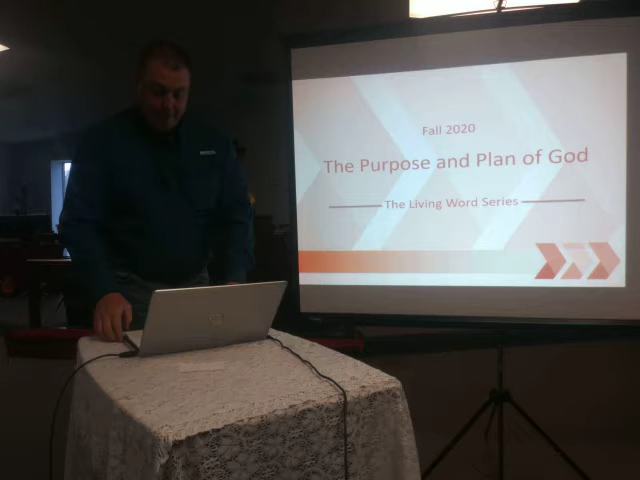 Fall 2020
The Purpose and Plan of God
The Living Word Series